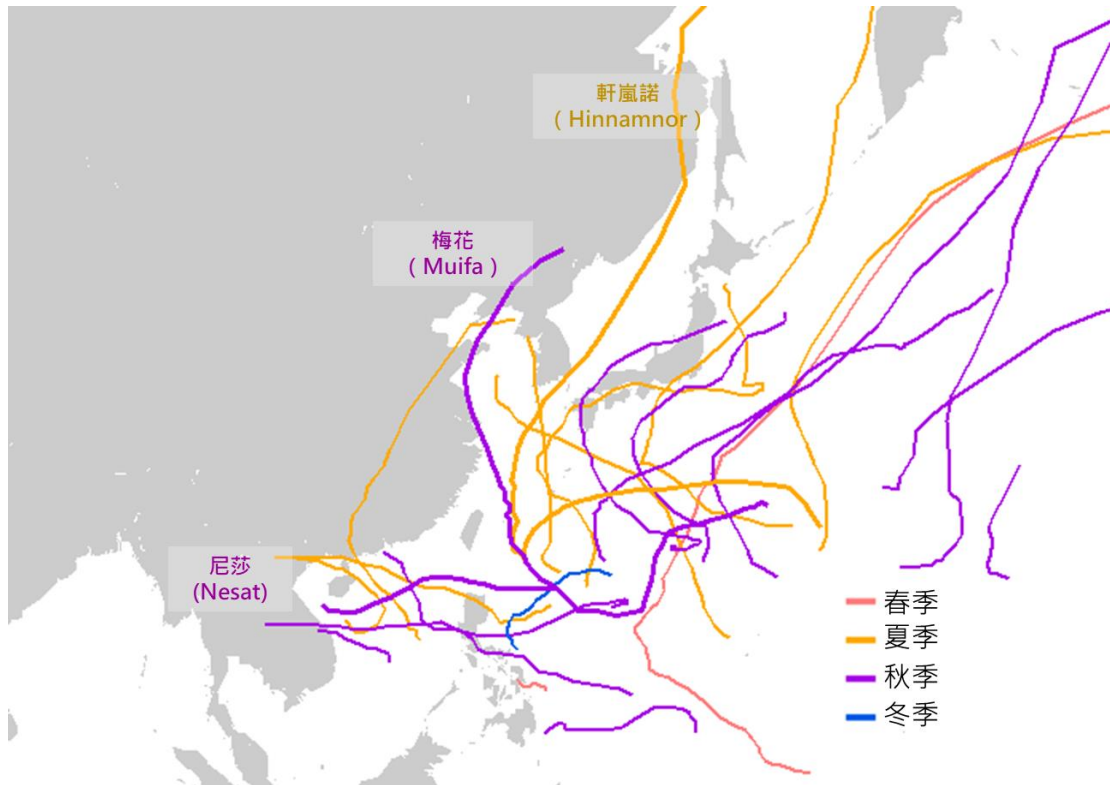 軒嵐諾
( Hinnamnor )
梅花
( Muifa )
尼莎
(Nesat)
春季
夏季
秋季
冬季